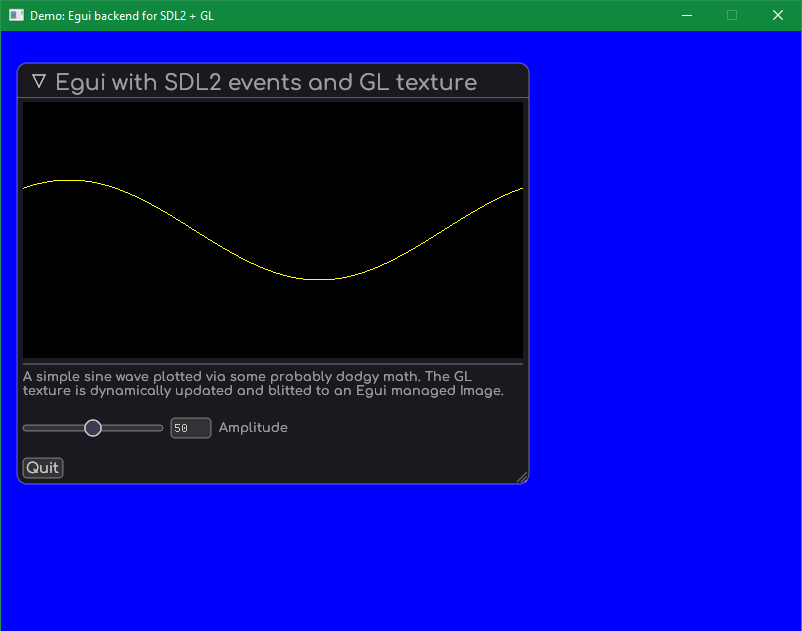 Demo: Egui backend for SDL2 + GL
Egui with SDL2 events and GL texture
A simple sine wave plotted via some probably dodgy math. The GL
texture is dynamically updated and blitted to an Egui managed Image.
50 Amplitude
Quit